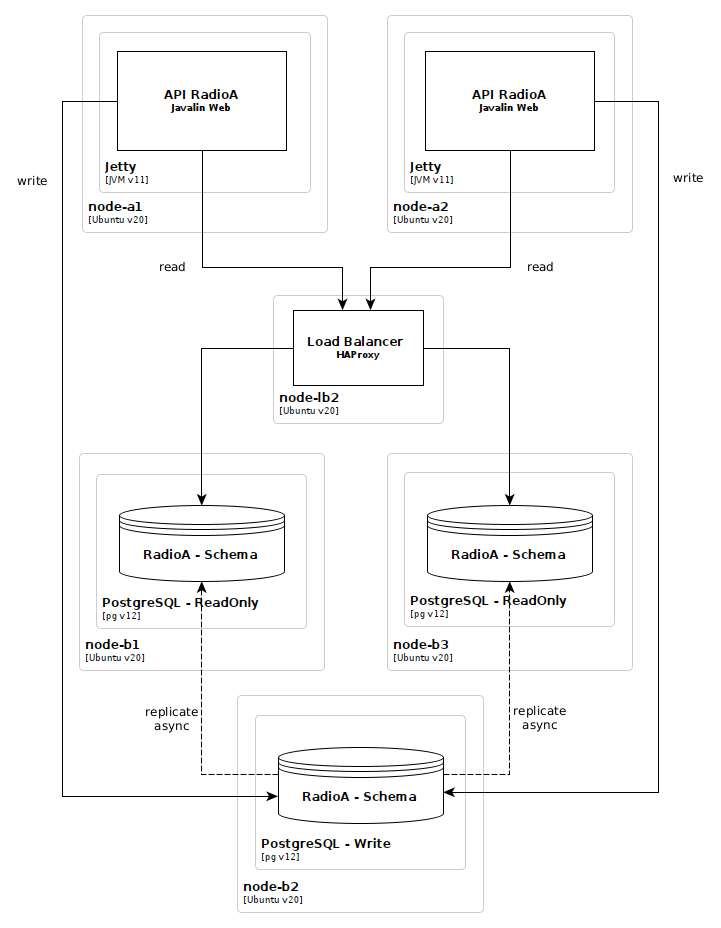 API RadioA
Javalin Web
Jetty
[JVM v11]
node-a1
[Ubuntu v20]
API RadioA
Javalin Web
Jetty
[JVM v11]
node-a2
[Ubuntu v20]
write
write
read
read
Load Balancer
HAProxy
node-lb2
[Ubuntu v20]
RadioA - Schema
PostgreSQL - ReadOnly
[pg v12]
node-b1
[Ubuntu v20]
RadioA - Schema
PostgreSQL - ReadOnly
[pg v12]
node-b3
[Ubuntu v20]
replicate
async
replicate
async
RadioA - Schema
PostgreSQL - Write
[pg v12]
node-b2
[Ubuntu v20]